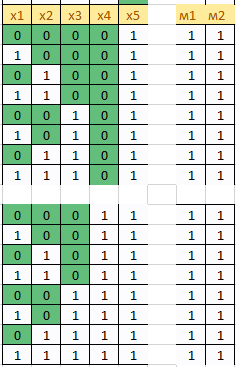 x1 x2 x3 x4 x5 м1 м2
0 0 0 0 1 1 1
1 0 0 0 1 1 1
0 1 0 0 1 1 1
1 1 0 0 1 1 1
0 0 1 0 1 1 1
1 0 1 0 1 1 1
0 1 1 0 1 1 1
1 1 1 0 1 1 1
0 0 0 1 1 1 1
1 0 0 1 1 1 1
0 1 0 1 1 1 1
1 1 0 1 1 1 1
0 0 1 1 1 1 1
1 0 1 1 1 1 1
0 1 1 1 1 1 1
1 1 1 1 1 1 1